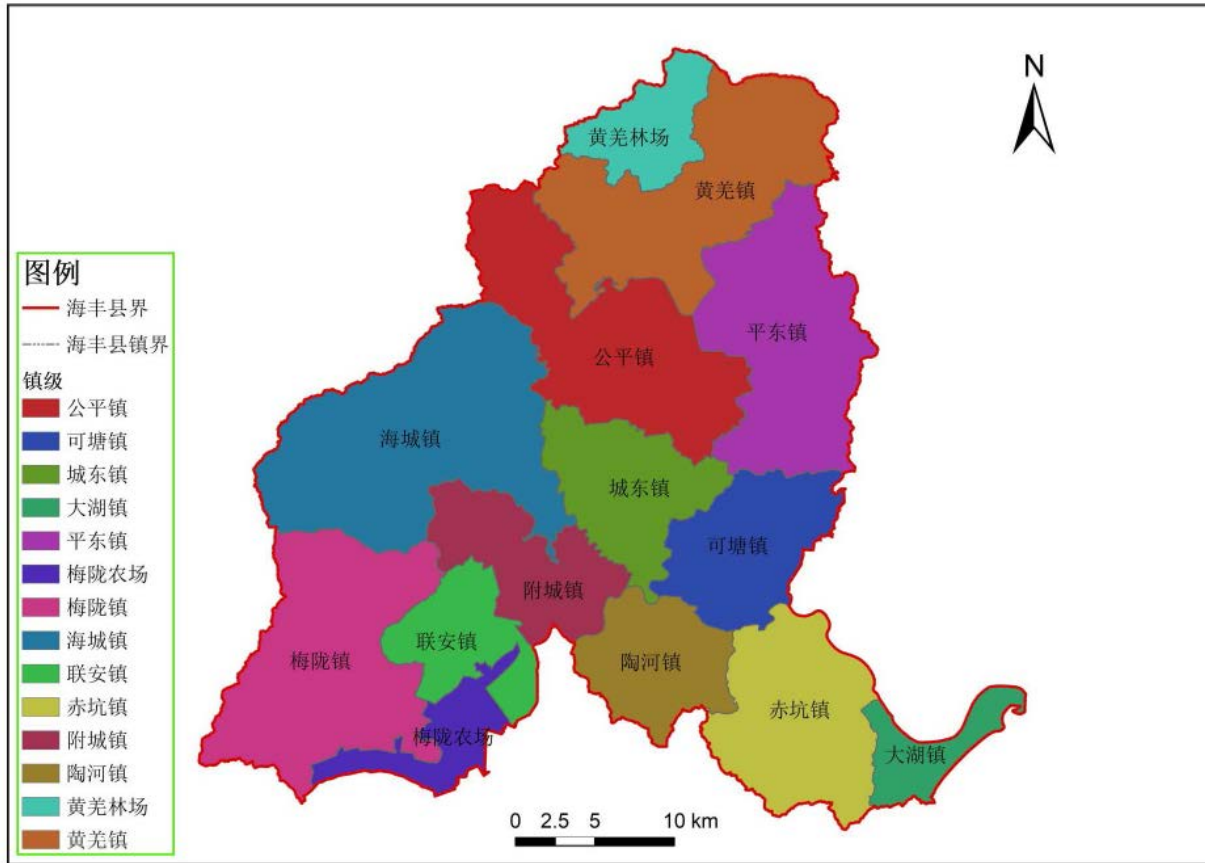 N
黄羌林场
黄羌镇
平东镇
公平镇
海城镇
城东镇
可塘镇
附城镇
联安镇
梅陇镇
陶河镇
赤坑镇
梅陇农场
大湖镇
图例
海丰县界
海丰县镇界
镇级
公平镇
可塘镇
城东镇
大湖镇
平东镇
梅陇农场
梅陇镇
海城镇
联安镇
赤坑镇
附城镇
陶河镇
黄羌林场
黄羌镇
0 2.5 5 10 km